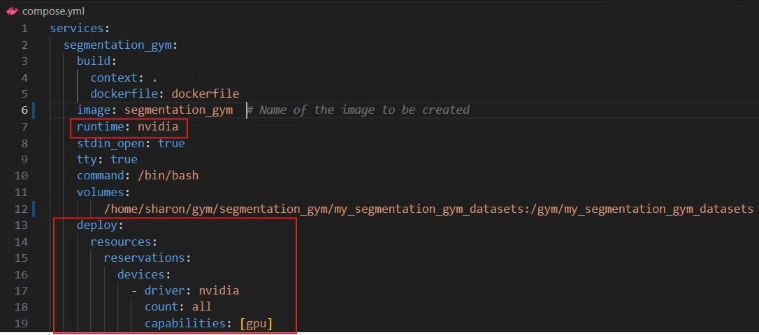 compose.yml
1 services:
2   segmentation_gym:
3     build:
4       context: .
5       dockerfile: dockerfile
6     image: segmentation_gym  # Name of the image to be created
7     runtime: nvidia
8     stdin_open: true
9     tty: true
10     command: /bin/bash
11     volumes:
12         /home/sharon/gym/segmentation_gym/my_segmentation_gym_datasets:/gym/my_segmentation_gym_datasets
13     deploy:
14       resources:
15         reservations:
16           devices:
17             - driver: nvidia
18               count: all
19               capabilities: [gpu]